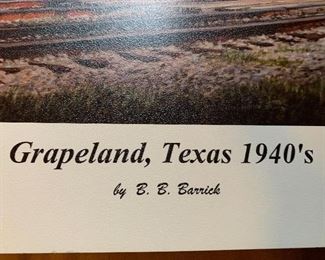 Grapeland, Texas 1940's
by B. B. Barrick